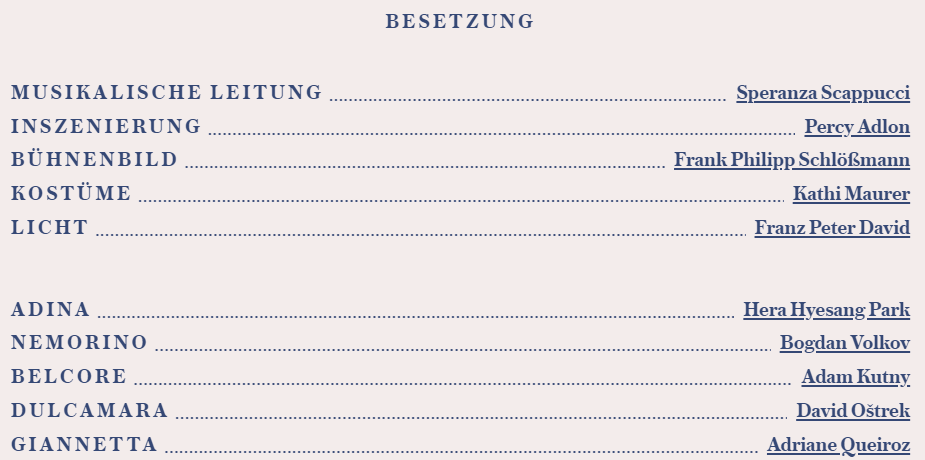 BESETZUNG
MUSIKALISCHE LEITUNG Speranza Scappucci
INSZENIERUNG Percy Adlon
BÜHNENBILD Frank Philipp Schlößmann
KOSTÜME Kathi Maurer
LICHT Franz Peter David
ADINA Hera Hyesang Park
NEMORINO Bogdan Volkov
BELCORE Adam Kutny
DULCAMARA David Oštrek
GIANNETTA Adriane Queiroz